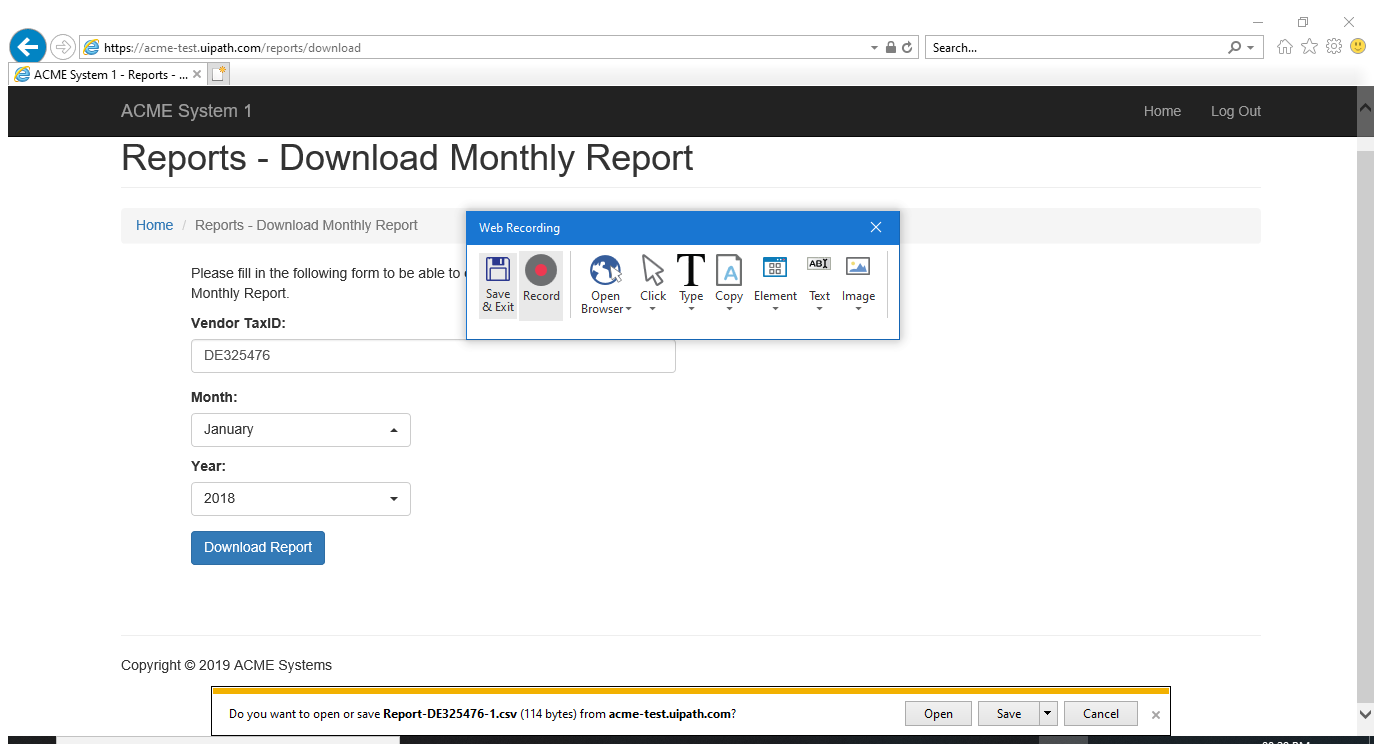 https://acme-test.uipath.com/reports/download
Search...
ACME System 1 - Reports - ...
ACME System 1
Home
Log Out
Reports - Download Monthly Report
Home / Reports - Download Monthly Report
Web Recording
Save & Exit
Record
Open Browser
Click
Type
Copy
Element
Text
Image
Please fill in the following form to be able to
Monthly Report.
Vendor TaxID:
DE325476
Month:
January
Year:
2018
Download Report
Copyright © 2019 ACME Systems
Do you want to open or save Report-DE325476-1.csv (114 bytes) from acme-test.uipath.com?
Open
Save
Cancel